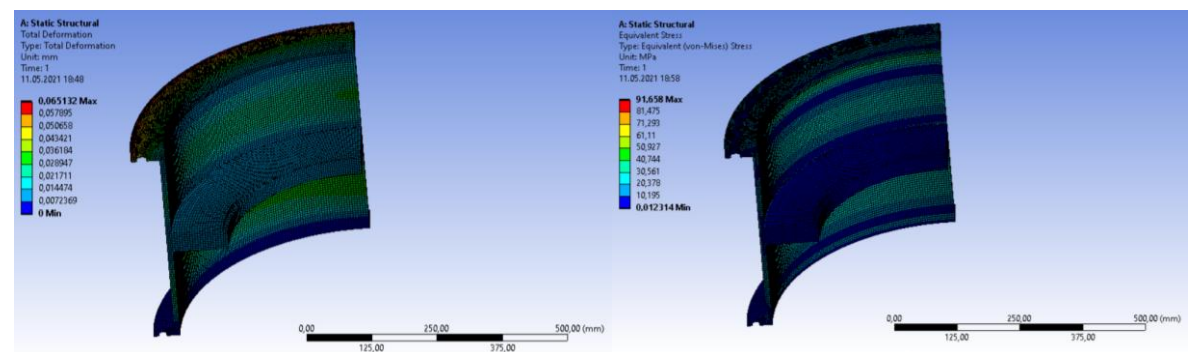 A: Static Structural
Total Deformation
Type: Total Deformation
Unit: mm
Time: 1
11.05.2021 18:48
0,065132 Max
0,057895
0,050658
0,043421
0,036184
0,028947
0,021711
0,014474
0,0072369
0 Min
0,00 250,00 500,00 (mm)
125,00 375,00
A: Static Structural
Equivalent Stress
Type: Equivalent (von-Mises) Stress
Unit: MPa
Time: 1
11.05.2021 18:58
91,658 Max
81,475
71,293
61,11
50,927
40,744
30,561
20,378
10,195
0,012314 Min
0,00 250,00 500,00 (mm)
125,00 375,00